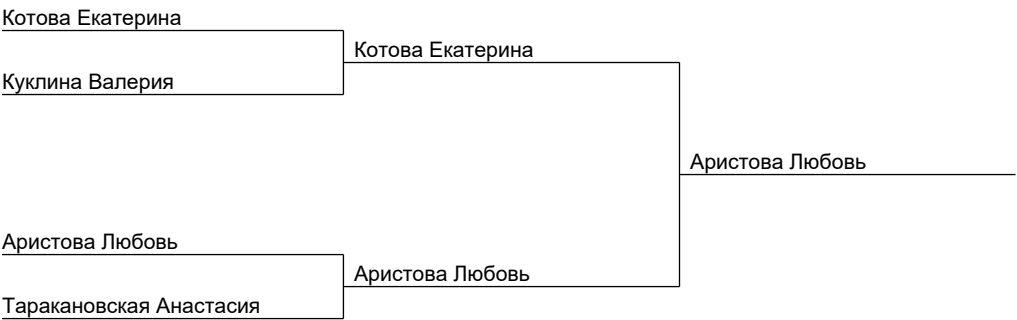 Котова Екатерина
Котова Екатерина
Куклина Валерия
Аристова Любовь
Аристова Любовь
Аристова Любовь
Таракановская Анастасия